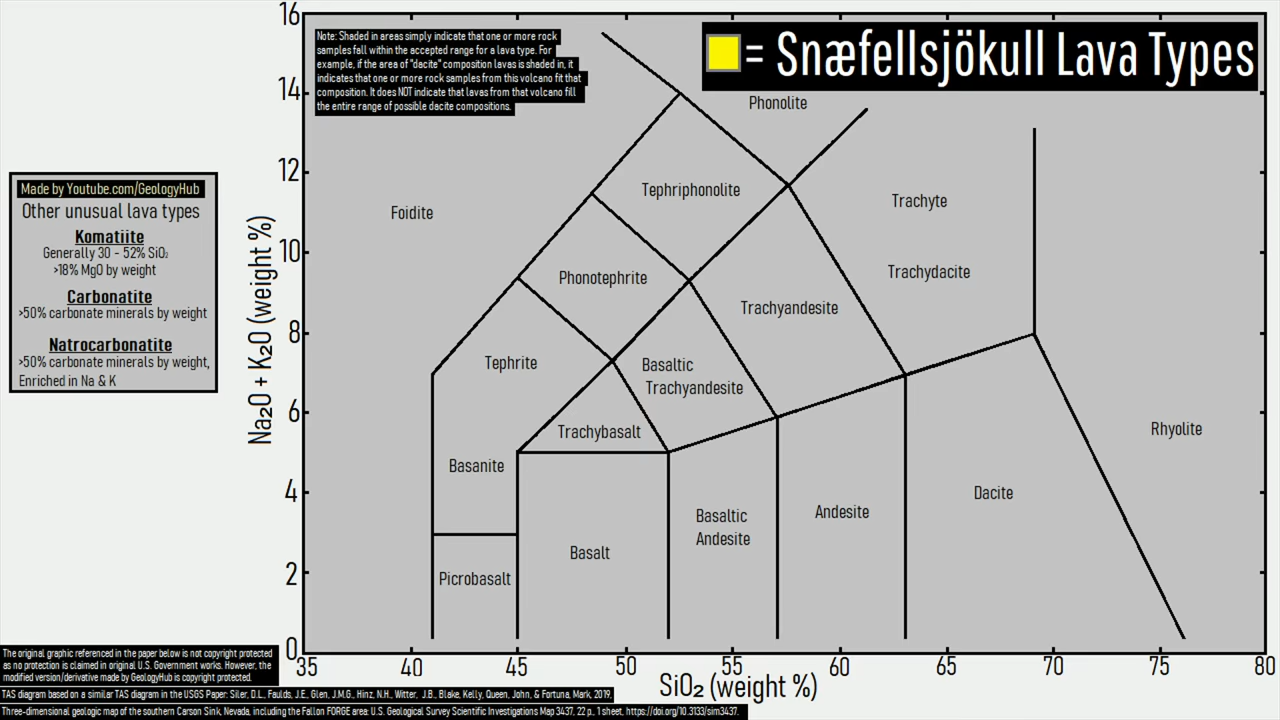 Note: Shaded in areas simply indicate that one or more rock
samples fall within the accepted range for a lava type. For
example, if the area of "dacite" composition lavas is shaded in, it
indicates that one or more rock samples from this volcano fit that
composition. It does NOT indicate that lavas from that volcano fill
the entire range of possible dacite compositions.
= Snæfellsjökull Lava Types
Made by Youtube.com/GeologyHub
Other unusual lava types
Komatiite
Generally 30 - 52% SiO₂
>18% MgO by weight
Carbonatite
>50% carbonate minerals by weight
Natrocarbonatite
>50% carbonate minerals by weight,
Enriched in Na & K
Na₂O + K₂O (weight %)
16
14
12
10
8
6
4
2
0
Phonolite
Tephriphonolite
Trachyte
Foidite
Trachydacite
Phonotephrite
Trachyandesite
Tephrite
Basaltic
Trachyandesite
Trachybasalt
Rhyolite
Basanite
Dacite
Basaltic
Andesite
Andesite
Basalt
Picrobasalt
35 40 45 50 55 60 65 70 75 80
SiO₂ (weight %)
The original graphic referenced in the paper below is not copyright protected
as no protection is claimed in original U.S. Government works. However, the
modified version/derivative made by GeologyHub is copyright protected.
TAS diagram based on a similar TAS diagram in the USGS Paper: Siler, D.L., Faulds, J.E., Glen, J.M.G., Hinz, N.H., Witter, J.B., Blake, Kelly, Queen, John, & Fortuna, Mark, 2019,
Three-dimensional geologic map of the southern Carson Sink, Nevada, including the Fallon FORGE area: U.S. Geological Survey Scientific Investigations Map 3437, 22 p., 1 sheet, https://doi.org/10.3133/sim3437.